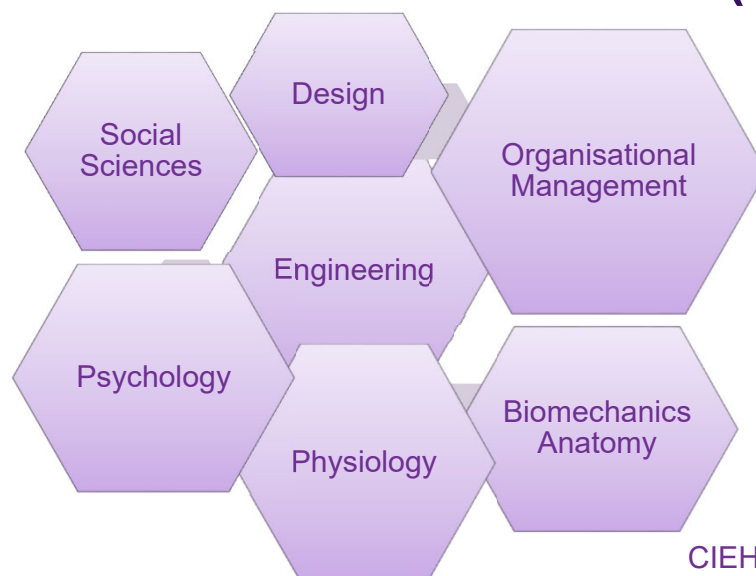 Design
Social
Sciences
Organisational
Management
Engineering
Psychology
Biomechanics
Anatomy
Physiology
CIEH